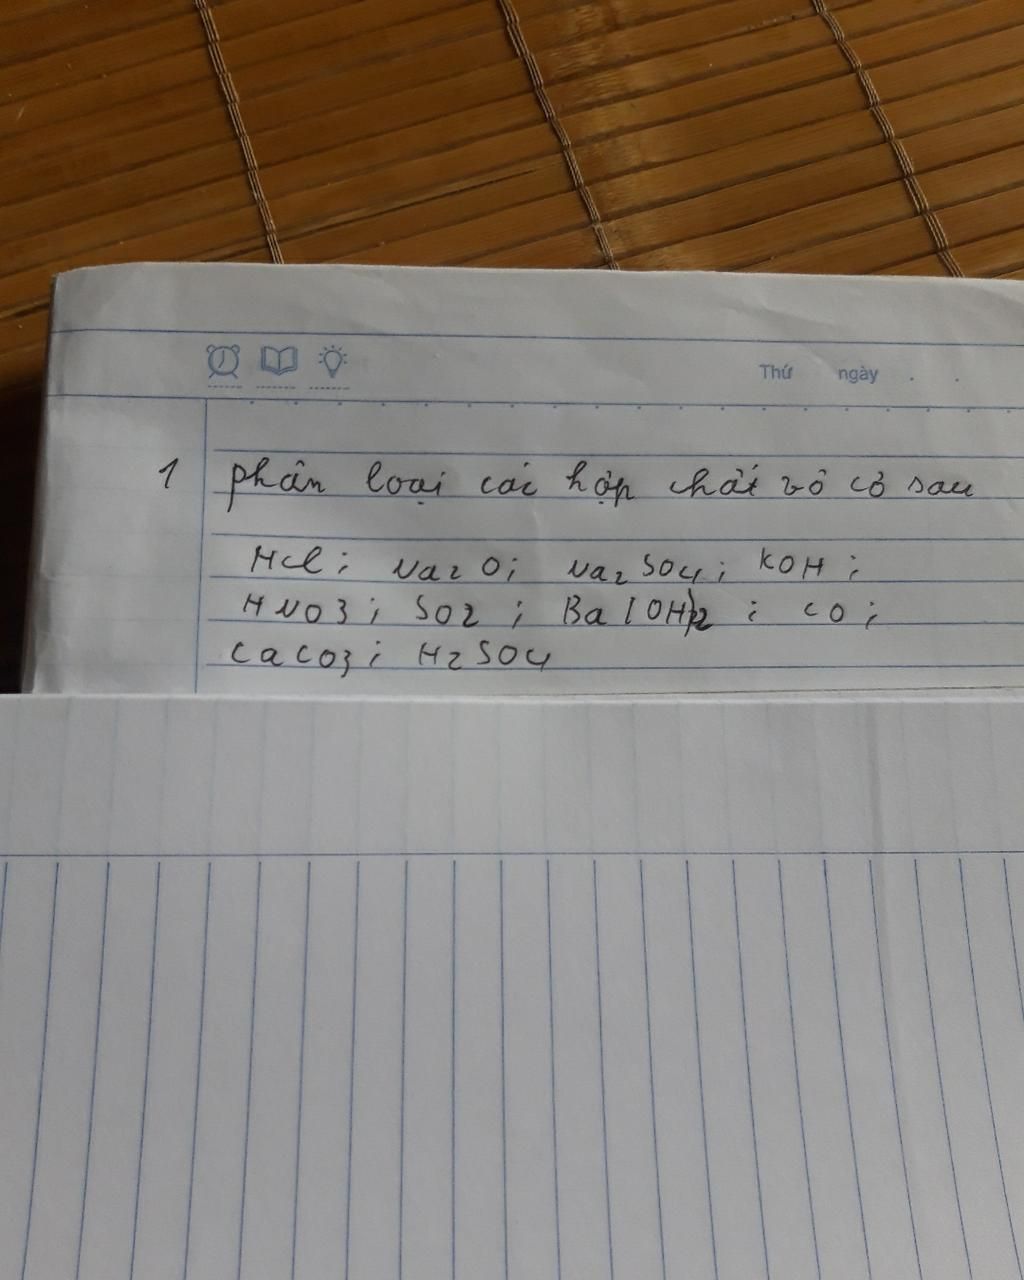 Thứ ngày . .
1 phân loại các hợp chất vô cơ sau
HCl ; Na2O ; Na2SO4 ; KOH ;
HNO3 ; SO2 ; Ba(OH)2 ; CO ;
CaCO3 ; H2SO4